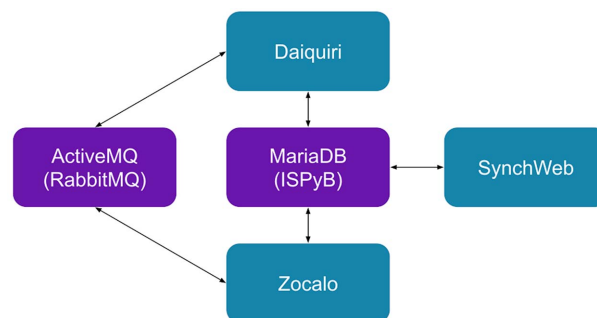 Daiquiri
ActiveMQ
(RabbitMQ)
MariaDB
(ISPyB)
SynchWeb
Zocalo